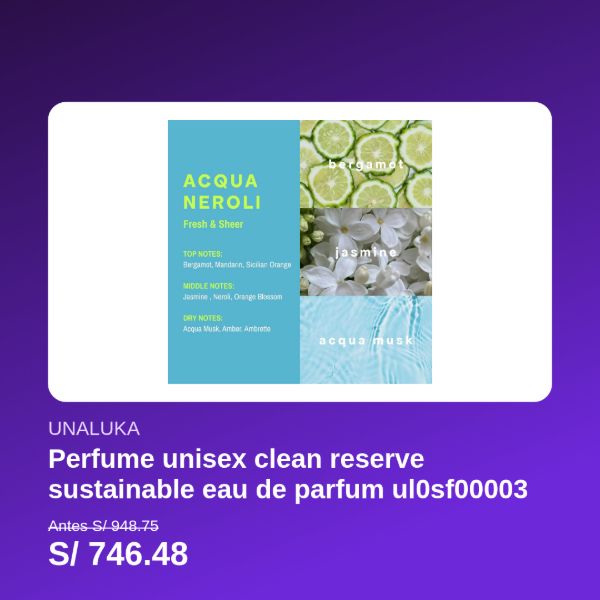 ACQUA
NEROLI
Fresh & Sheer
TOP NOTES:
Bergamot, Mandarin, Sicilian Orange
MIDDLE NOTES:
Jasmine , Neroli, Orange Blossom
DRY NOTES:
Acqua Musk, Amber, Ambrette
bergamot
jasmine
acqua musk
UNALUKA
Perfume unisex clean reserve
sustainable eau de parfum ul0sf00003
Antes S/ 948.75
S/ 746.48